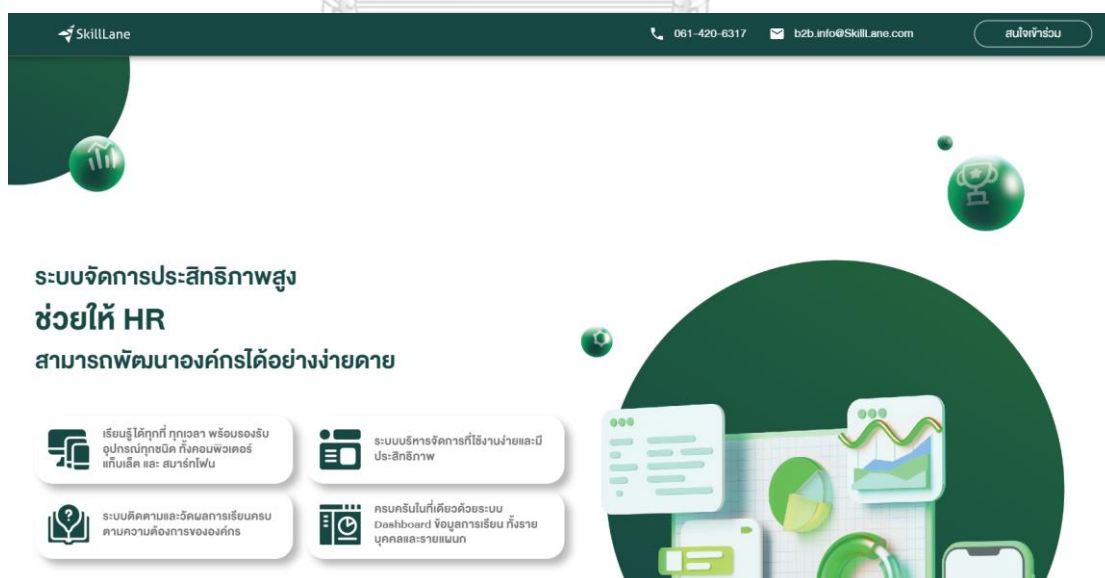 SkillLane
061-420-6317
b2b.info@SkillLane.com
สนใจเข้าร่วม
ระบบจัดการประสิทธิภาพสูง
ช่วยให้ HR
สามารถพัฒนาองค์กรได้อย่างง่ายดาย
เรียนรู้ได้ทุกที่ ทุกเวลา พร้อมรองรับ
อุปกรณ์ทุกชนิด ทั้งคอมพิวเตอร์
แท็บเล็ต และ สมาร์ทโฟน
ระบบบริหารจัดการที่ใช้งานง่ายและมี
ประสิทธิภาพ
ระบบติดตามและวัดผลการเรียนครบ
ตามความต้องการขององค์กร
ครบครันในที่เดียวด้วยระบบ
Dashboard ข้อมูลการเรียน ทั้งราย
บุคคลและรายแผนก